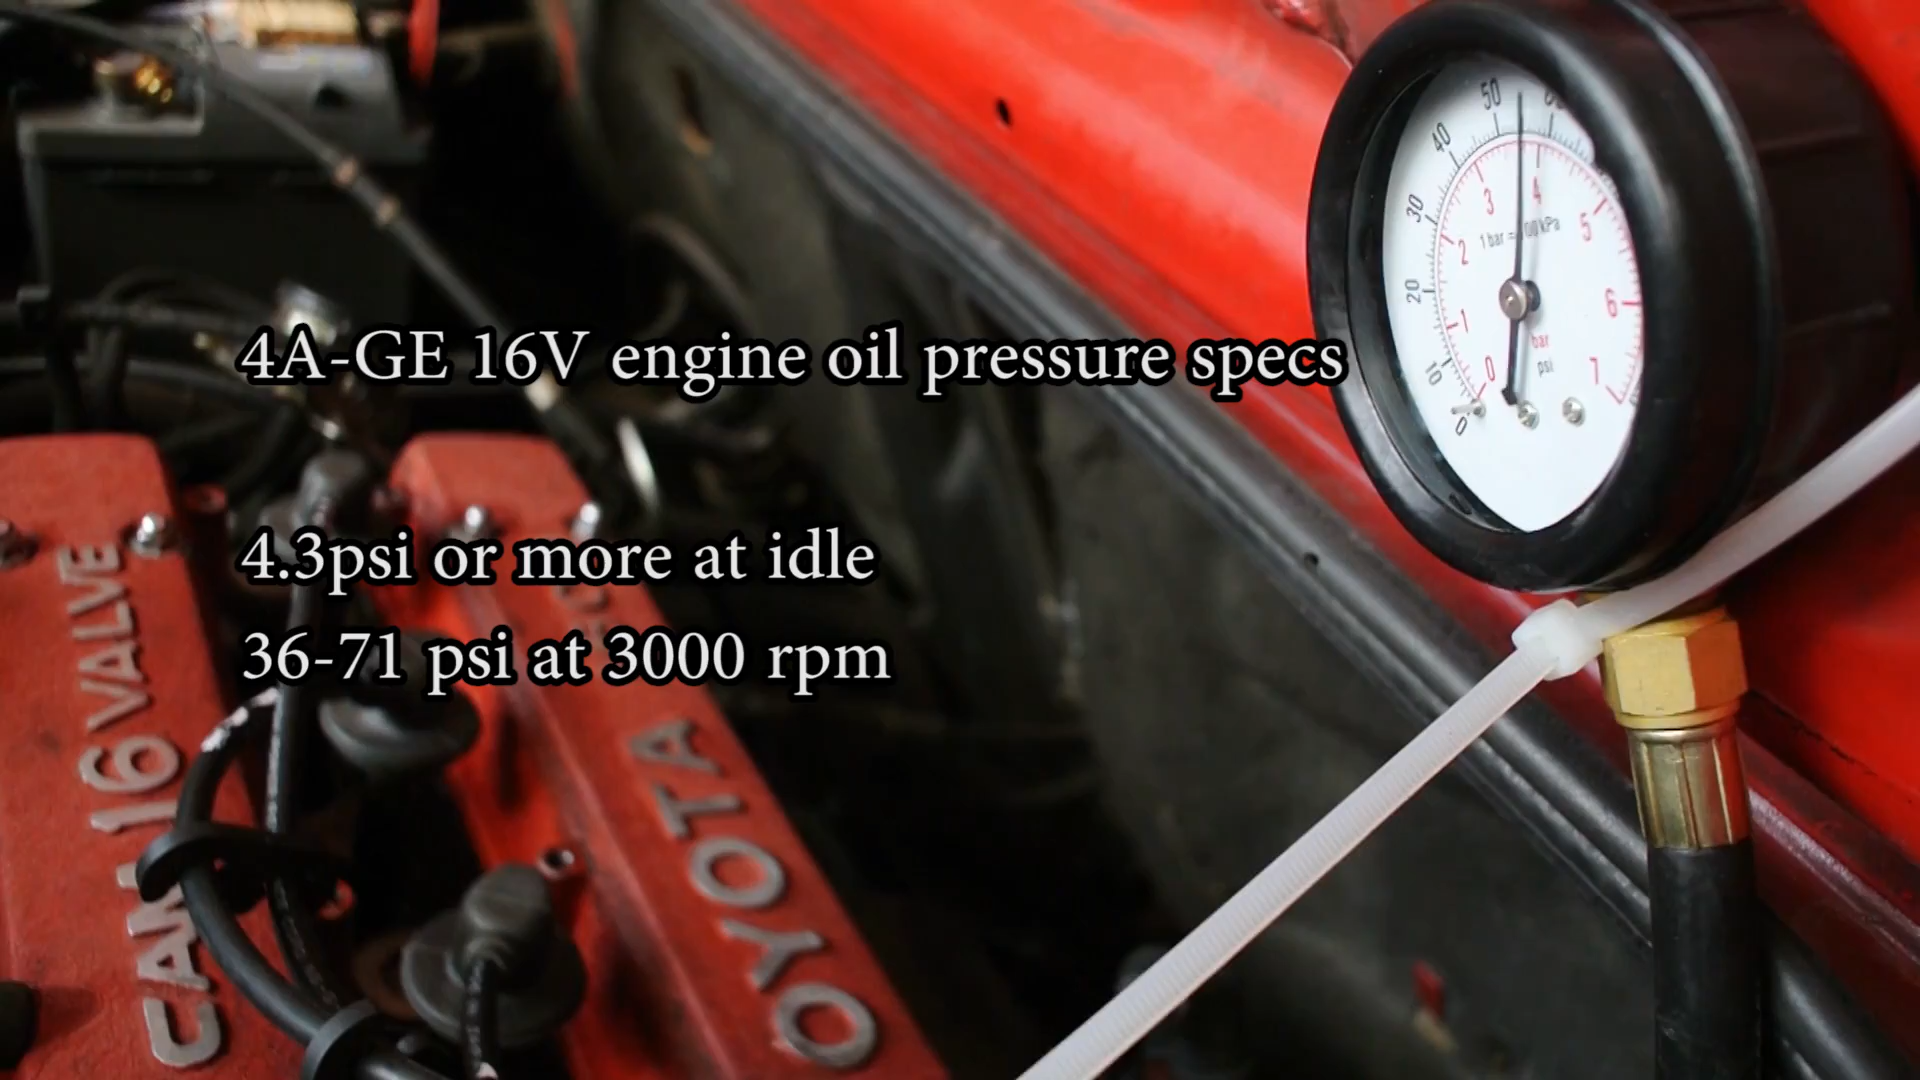 4A-GE 16V engine oil pressure specs
4.3psi or more at idle
36-71 psi at 3000 rpm
CAM 16 VALVE
TOYOTA
0
10
20
30
40
50
0
1
2
3
4
5
6
7
1 bar =
kPa
bar
psi